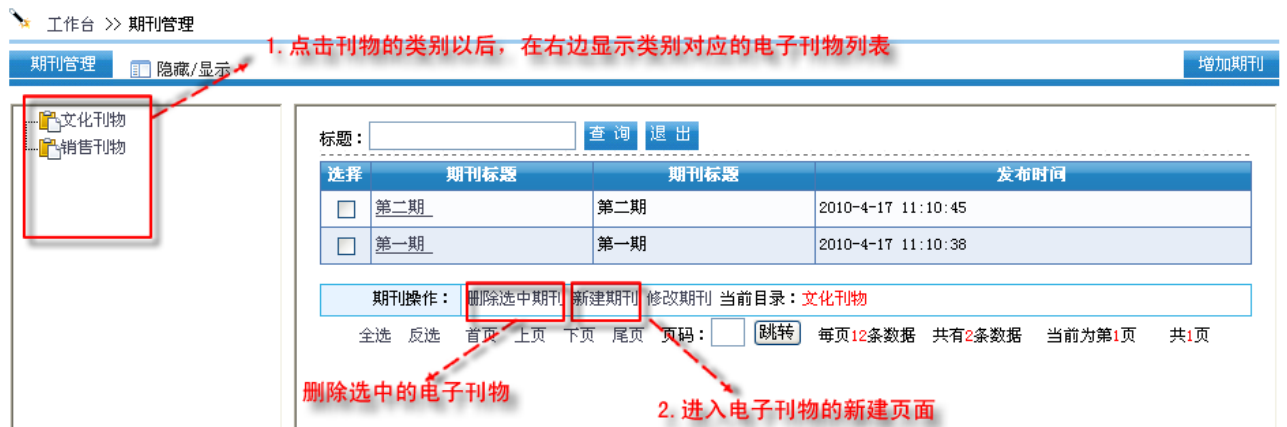 工作台 >> 期刊管理
1. 点击刊物的类别以后，在右边显示类别对应的电子刊物列表
期刊管理 隐藏/显示 增加期刊
文化刊物
销售刊物
标题： 查 询 退 出
选择 期刊标题 期刊标题 发布时间
第二期 第二期 2010-4-17 11:10:45
第一期 第一期 2010-4-17 11:10:38
期刊操作： 删除选中期刊 新建期刊 修改期刊 当前目录：文化刊物
全选 反选 首页 上页 下页 尾页 页码： 跳转 每页12条数据 共有2条数据 当前为第1页 共1页
删除选中的电子刊物
2. 进入电子刊物的新建页面